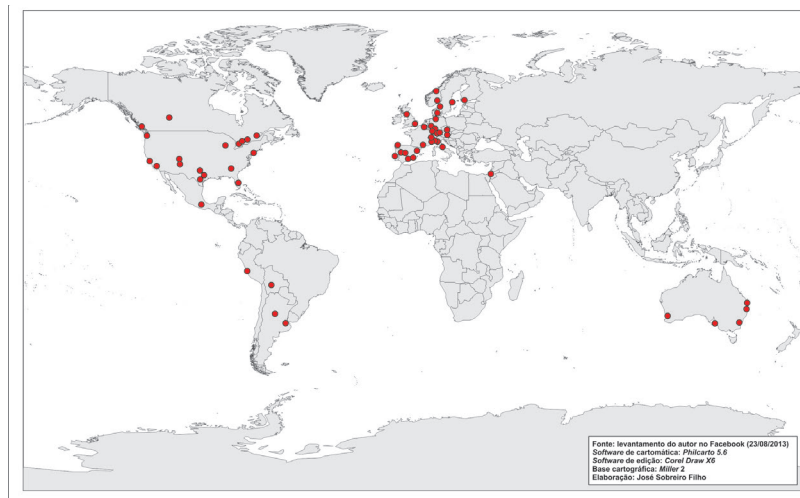 Fonte: levantamento do autor no Facebook (23/08/2013)
Software de cartomática: Philcarto 5.6
Software de edição: Corel Draw X6
Base cartográfica: Miller 2
Elaboração: José Sobreiro Filho